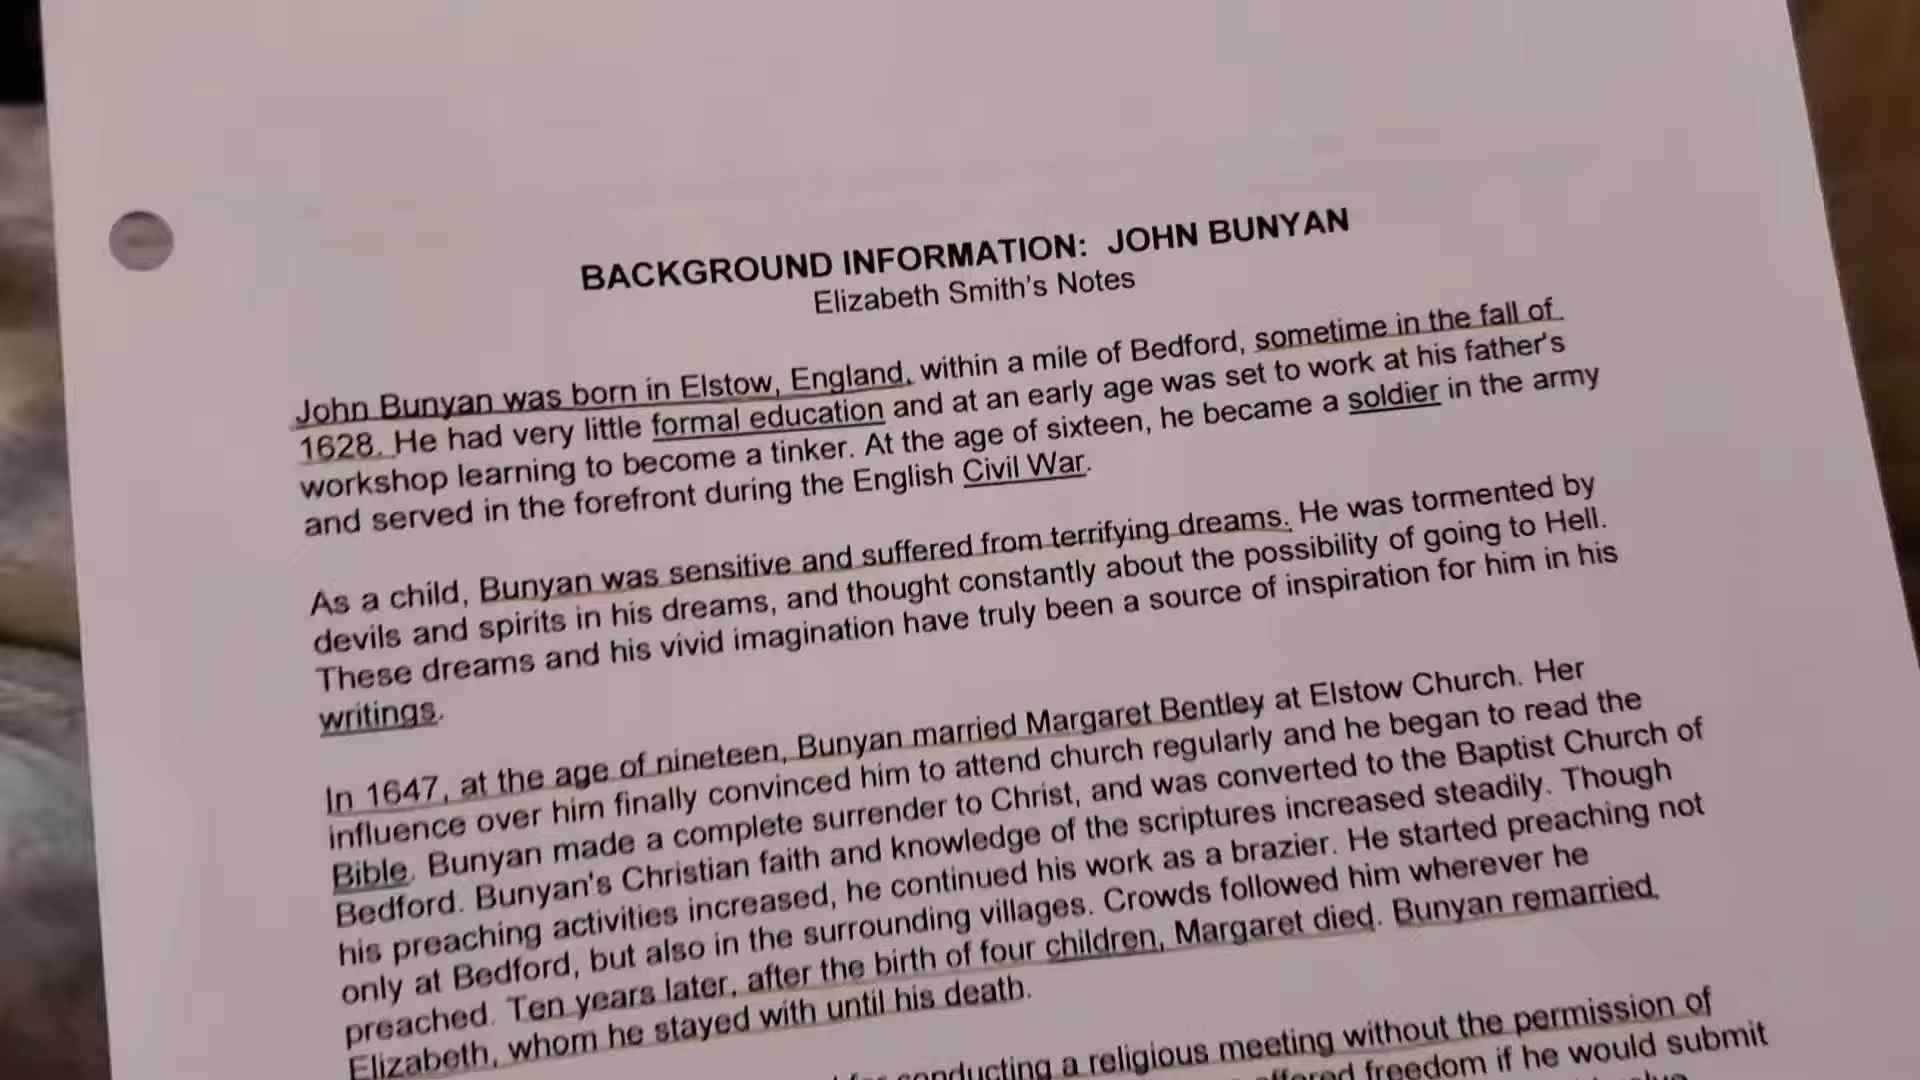 BACKGROUND INFORMATION: JOHN BUNYAN
Elizabeth Smith's Notes
John Bunyan was born in Elstow, England, within a mile of Bedford, sometime in the fall of
1628. He had very little formal education and at an early age was set to work at his father's
workshop learning to become a tinker. At the age of sixteen, he became a soldier in the army
and served in the forefront during the English Civil War.
As a child, Bunyan was sensitive and suffered from terrifying dreams. He was tormented by
devils and spirits in his dreams, and thought constantly about the possibility of going to Hell.
These dreams and his vivid imagination have truly been a source of inspiration for him in his
writings.
In 1647, at the age of nineteen, Bunyan married Margaret Bentley at Elstow Church. Her
influence over him finally convinced him to attend church regularly and he began to read the
Bible. Bunyan made a complete surrender to Christ, and was converted to the Baptist Church of
Bedford. Bunyan's Christian faith and knowledge of the scriptures increased steadily. Though
his preaching activities increased, he continued his work as a brazier. He started preaching not
only at Bedford, but also in the surrounding villages. Crowds followed him wherever he
preached. Ten years later, after the birth of four children, Margaret died. Bunyan remarried,
Elizabeth, whom he stayed with until his death.
conducting a religious meeting without the permission of
freedom if he would submit